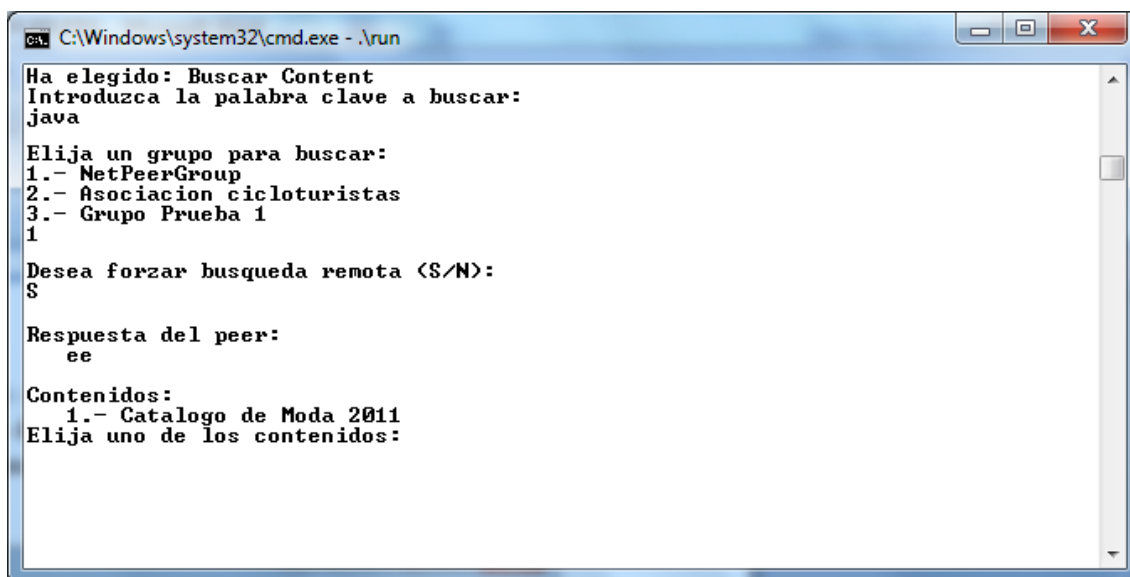 C:\Windows\system32\cmd.exe - .\run
Ha elegido: Buscar Content
Introduzca la palabra clave a buscar:
java
Elija un grupo para buscar:
1.- NetPeerGroup
2.- Asociacion cicloturistas
3.- Grupo Prueba 1
1
Desea forzar busqueda remota (S/N):
S
Respuesta del peer:
ee
Contenidos:
1.- Catalogo de Moda 2011
Elija uno de los contenidos: